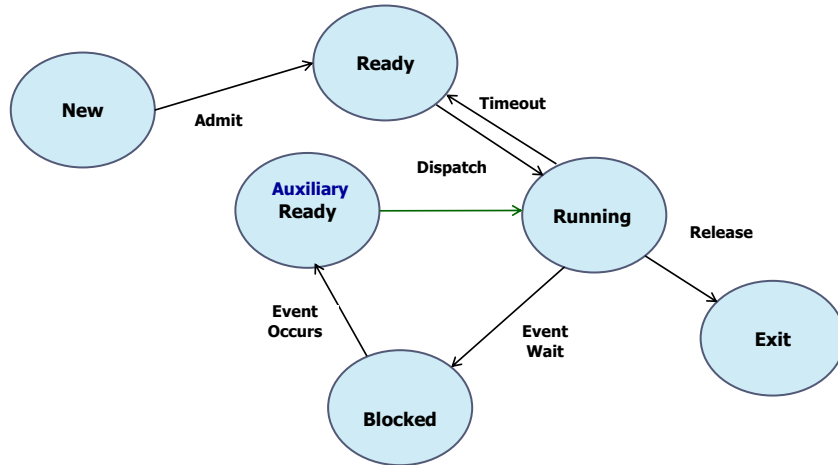 Ready
New
Timeout
Admit
Dispatch
Auxiliary
Ready
Running
Release
Event
Occurs
Event
Wait
Exit
Blocked